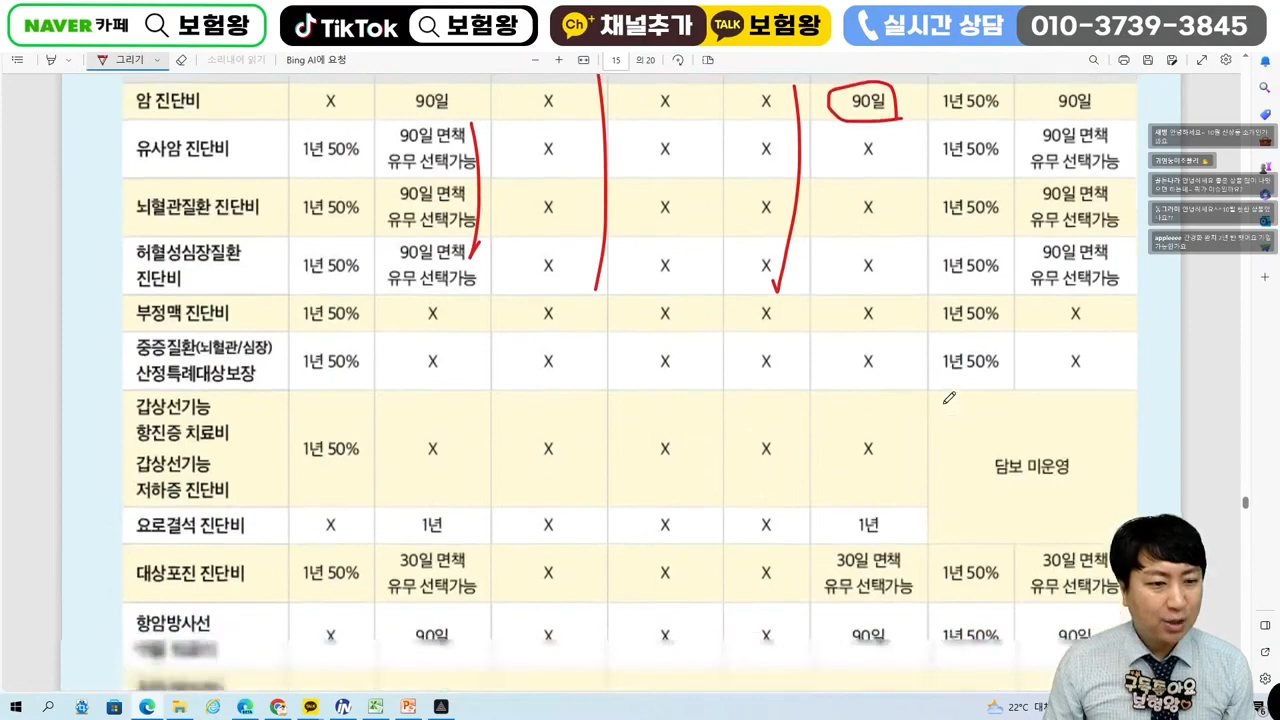 NAVER 카페 보험왕 TikTok 보험왕 Ch+ 채널추가 TALK 보험왕 실시간 상담 010-3739-3845
그리기 소리내어 읽기 Bing AI에 요청 15 의 20
암 진단비 X 90일 X X X 90일 1년 50% 90일
유사암 진단비 1년 50% 90일 면책 유무 선택가능 X X X X 1년 50% 90일 면책 유무 선택가능
뇌혈관질환 진단비 1년 50% 90일 면책 유무 선택가능 X X X X 1년 50% 90일 면책 유무 선택가능
허혈성심장질환 진단비 1년 50% 90일 면책 유무 선택가능 X X X X 1년 50% 90일 면책 유무 선택가능
부정맥 진단비 1년 50% X X X X X 1년 50% X
중증질환(뇌혈관/심장) 산정특례대상보장 1년 50% X X X X X 1년 50% X
갑상선기능
항진증 치료비
갑상선기능
저하증 진단비
1년 50% X X X X X 담보 미운영
요로결석 진단비 X 1년 X X X 1년
대상포진 진단비 1년 50% 30일 면책 유무 선택가능 X X X 30일 면책 유무 선택가능 1년 50% 30일 면책 유무 선택가능
항암방사선 X 90일 X X X 90일 1년 50% 90일
구독좋아요
보험왕
22℃